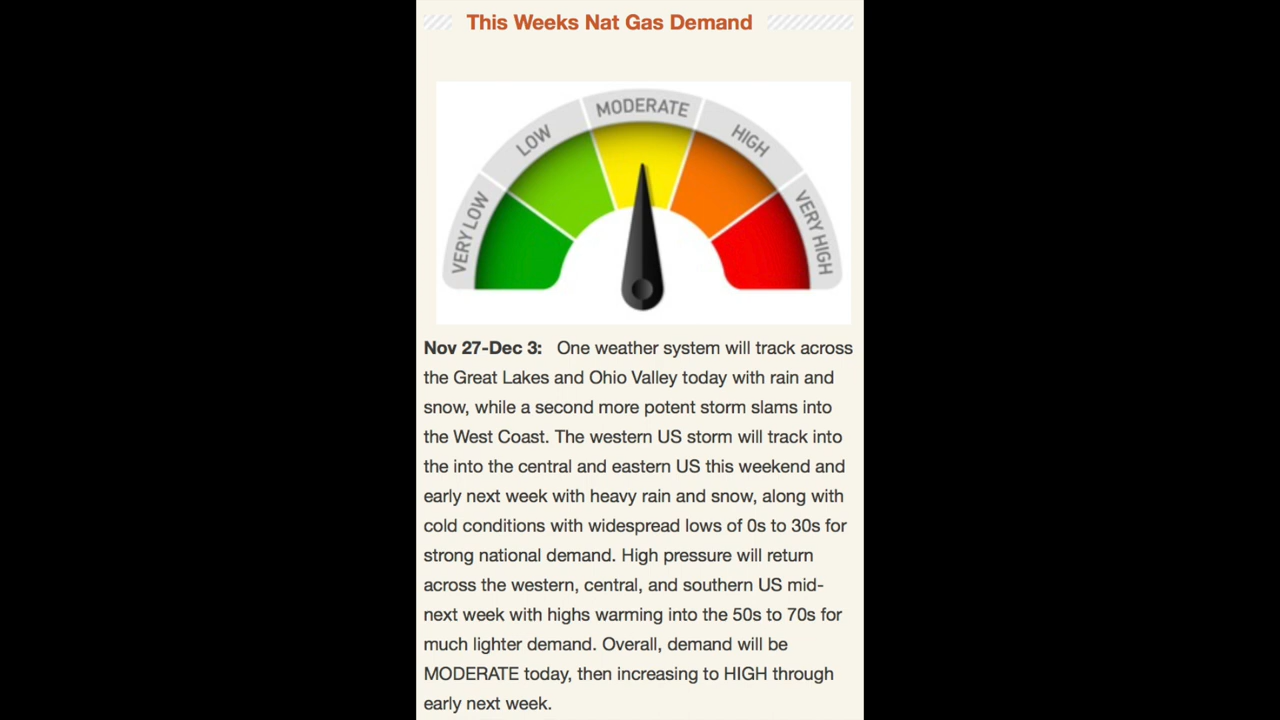 This Weeks Nat Gas Demand
VERY LOW
LOW
MODERATE
HIGH
VERY HIGH
Nov 27-Dec 3: One weather system will track across
the Great Lakes and Ohio Valley today with rain and
snow, while a second more potent storm slams into
the West Coast. The western US storm will track into
the into the central and eastern US this weekend and
early next week with heavy rain and snow, along with
cold conditions with widespread lows of 0s to 30s for
strong national demand. High pressure will return
across the western, central, and southern US mid-
next week with highs warming into the 50s to 70s for
much lighter demand. Overall, demand will be
MODERATE today, then increasing to HIGH through
early next week.